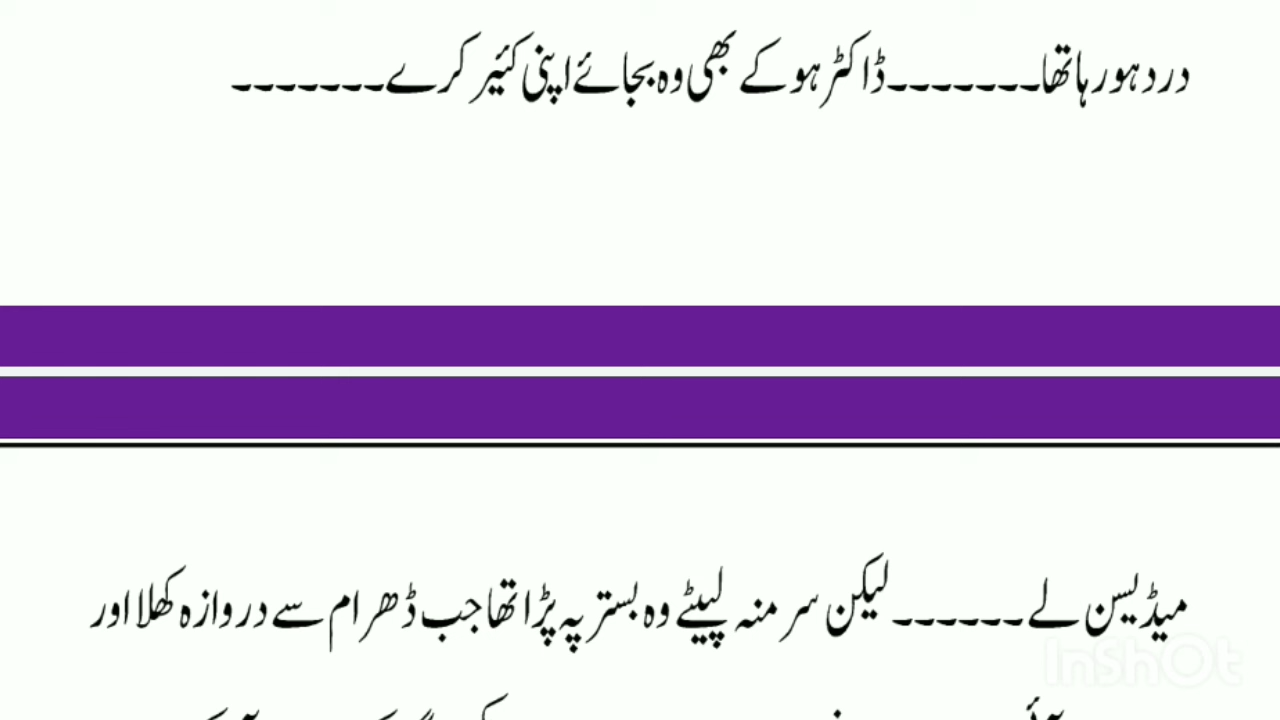 درد ہو رہا تھا۔۔۔۔۔۔۔ڈاکٹر ہو کے بھی وہ بجائے اپنی کئیر کرے۔۔۔۔۔۔۔
میڈیسن لے۔۔۔۔۔۔لیکن سر منہ لپیٹے وہ بستر پہ پڑا تھا جب ڈھرام سے دروازہ کھلا اور
InShOt